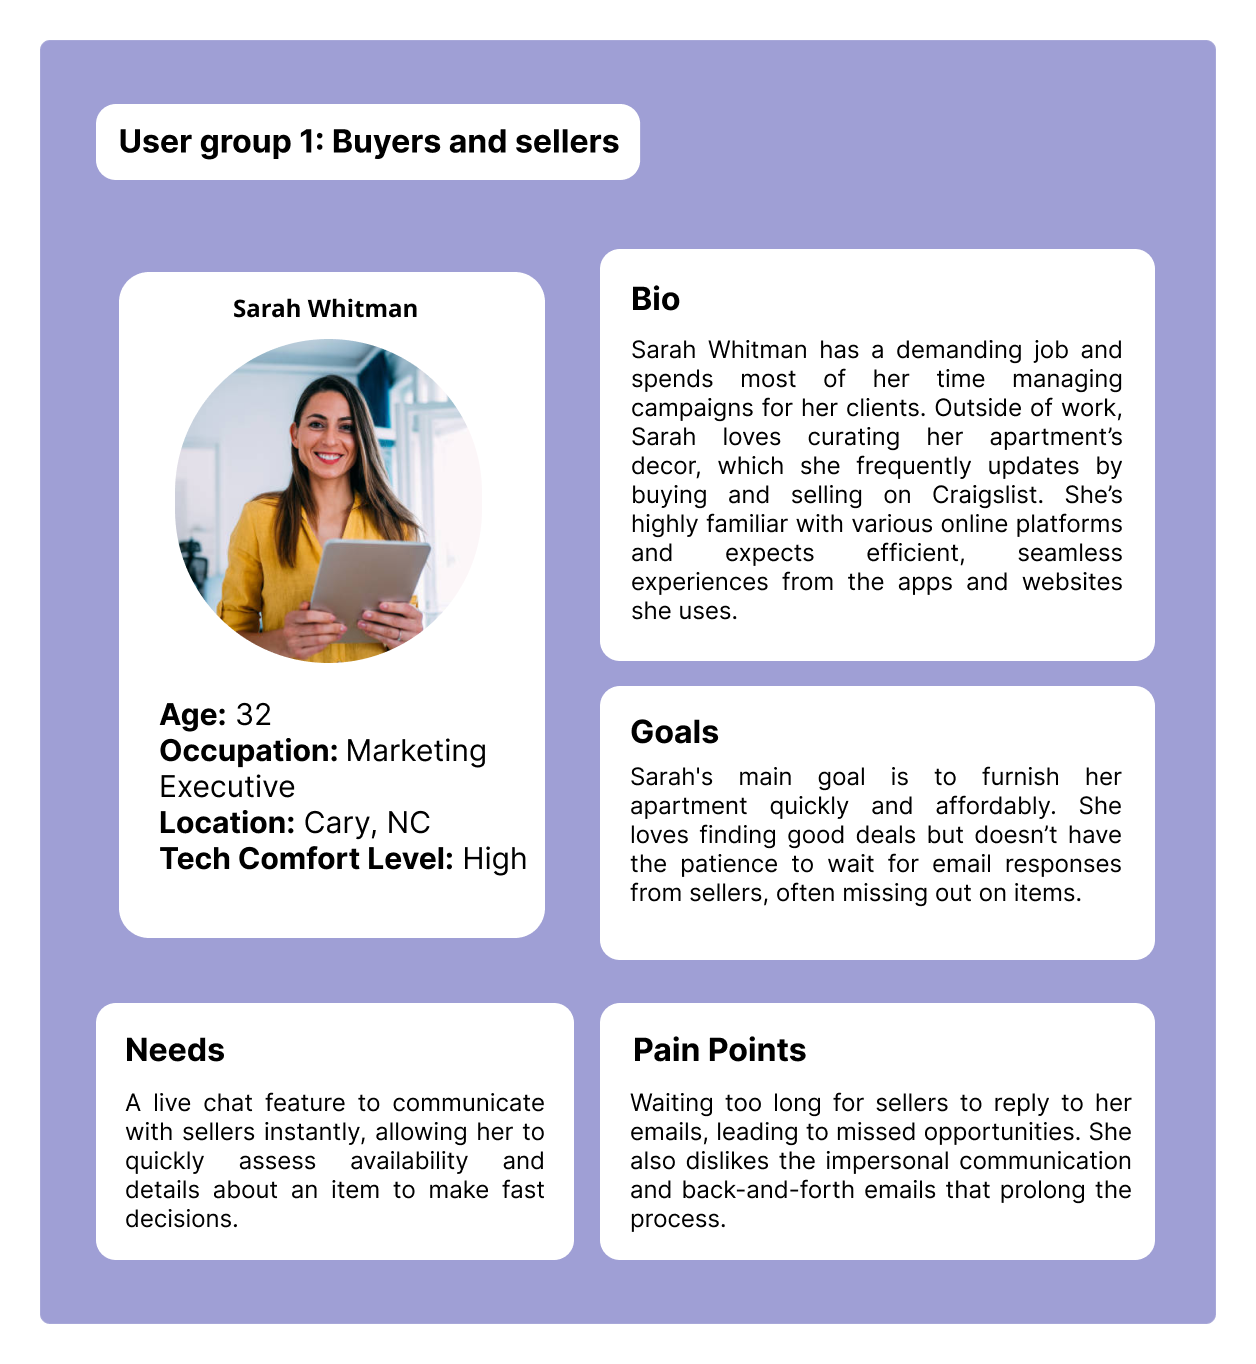 User group 1: Buyers and sellers
Sarah Whitman
Age: 32
Occupation: Marketing
Executive
Location: Cary, NC
Tech Comfort Level: High
Bio
Sarah Whitman has a demanding job and
spends most of her time managing
campaigns for her clients. Outside of work,
Sarah loves curating her apartment’s
decor, which she frequently updates by
buying and selling on Craigslist. She’s
highly familiar with various online platforms
and expects efficient, seamless
experiences from the apps and websites
she uses.
Goals
Sarah's main goal is to furnish her
apartment quickly and affordably. She
loves finding good deals but doesn’t have
the patience to wait for email responses
from sellers, often missing out on items.
Needs
A live chat feature to communicate
with sellers instantly, allowing her to
quickly assess availability and
details about an item to make fast
decisions.
Pain Points
Waiting too long for sellers to reply to her
emails, leading to missed opportunities. She
also dislikes the impersonal communication
and back-and-forth emails that prolong the
process.